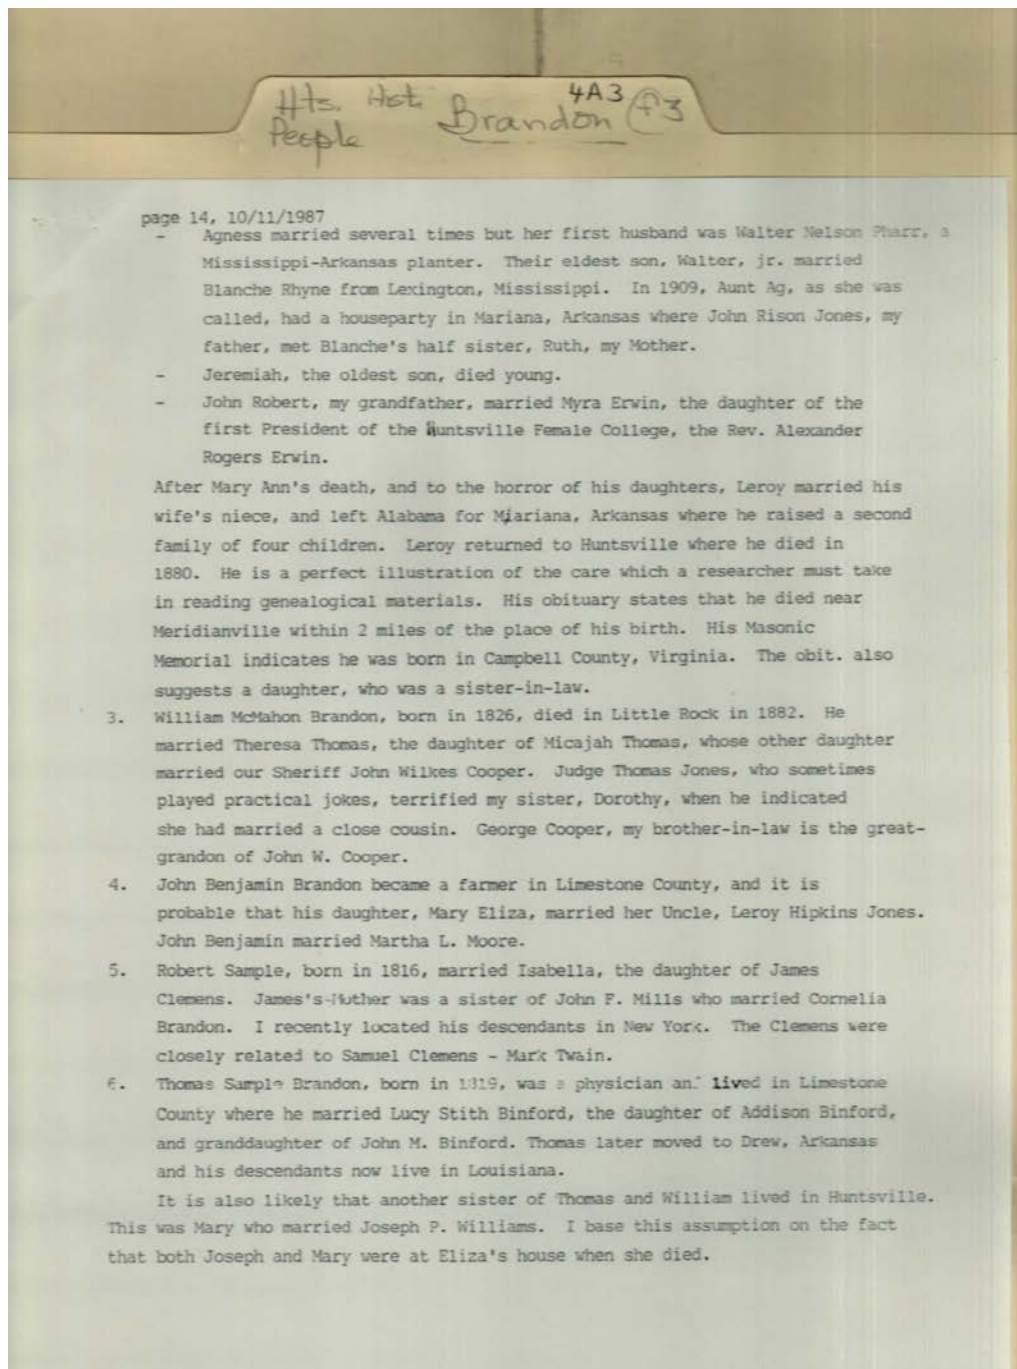 4A3
Hts. Hist. Brandon f3
People
page 14, 10/11/1987
- Agness married several times but her first husband was Walter Nelson Pharr, a
Mississippi-Arkansas planter. Their eldest son, Walter, jr. married
Blanche Rhyne from Lexington, Mississippi. In 1909, Aunt Ag, as she was
called, had a houseparty in Mariana, Arkansas where John Rison Jones, my
father, met Blanche's half sister, Ruth, my Mother.
- Jeremiah, the oldest son, died young.
- John Robert, my grandfather, married Myra Erwin, the daughter of the
first President of the Huntsville Female College, the Rev. Alexander
Rogers Erwin.
After Mary Ann's death, and to the horror of his daughters, Leroy married his
wife's niece, and left Alabama for Miariana, Arkansas where he raised a second
family of four children. Leroy returned to Huntsville where he died in
1880. He is a perfect illustration of the care which a researcher must take
in reading genealogical materials. His obituary states that he died near
Meridianville within 2 miles of the place of his birth. His Masonic
Memorial indicates he was born in Campbell County, Virginia. The obit. also
suggests a daughter, who was a sister-in-law.
3. William McMahon Brandon, born in 1826, died in Little Rock in 1882. He
married Theresa Thomas, the daughter of Micajah Thomas, whose other daughter
married our Sheriff John Wilkes Cooper. Judge Thomas Jones, who sometimes
played practical jokes, terrified my sister, Dorothy, when he indicated
she had married a close cousin. George Cooper, my brother-in-law is the great-
grandon of John W. Cooper.
4. John Benjamin Brandon became a farmer in Limestone County, and it is
probable that his daughter, Mary Eliza, married her Uncle, Leroy Hipkins Jones.
John Benjamin married Martha L. Moore.
5. Robert Sample, born in 1816, married Isabella, the daughter of James
Clemens. James's Mother was a sister of John F. Mills who married Cornelia
Brandon. I recently located his descendants in New York. The Clemens were
closely related to Samuel Clemens - Mark Twain.
6. Thomas Sample Brandon, born in 1819, was a physician and lived in Limestone
County where he married Lucy Stith Binford, the daughter of Addison Binford,
and granddaughter of John M. Binford. Thomas later moved to Drew, Arkansas
and his descendants now live in Louisiana.
It is also likely that another sister of Thomas and William lived in Huntsville.
This was Mary who married Joseph P. Williams. I base this assumption on the fact
that both Joseph and Mary were at Eliza's house when she died.